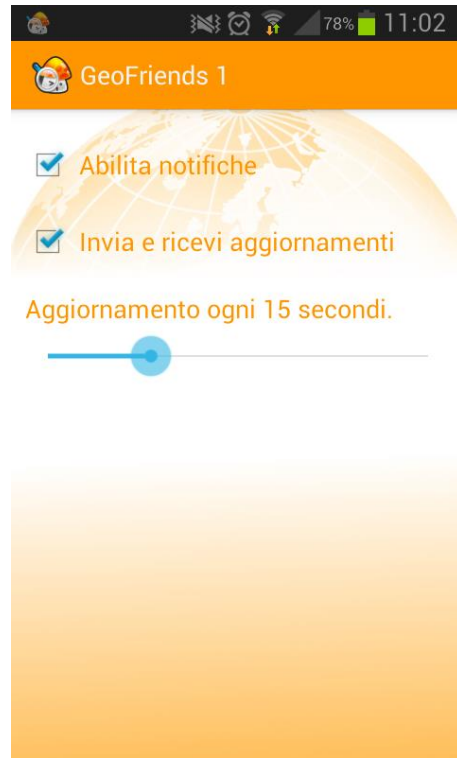 78% 11:02
GeoFriends 1
Abilita notifiche
Invia e ricevi aggiornamenti
Aggiornamento ogni 15 secondi.